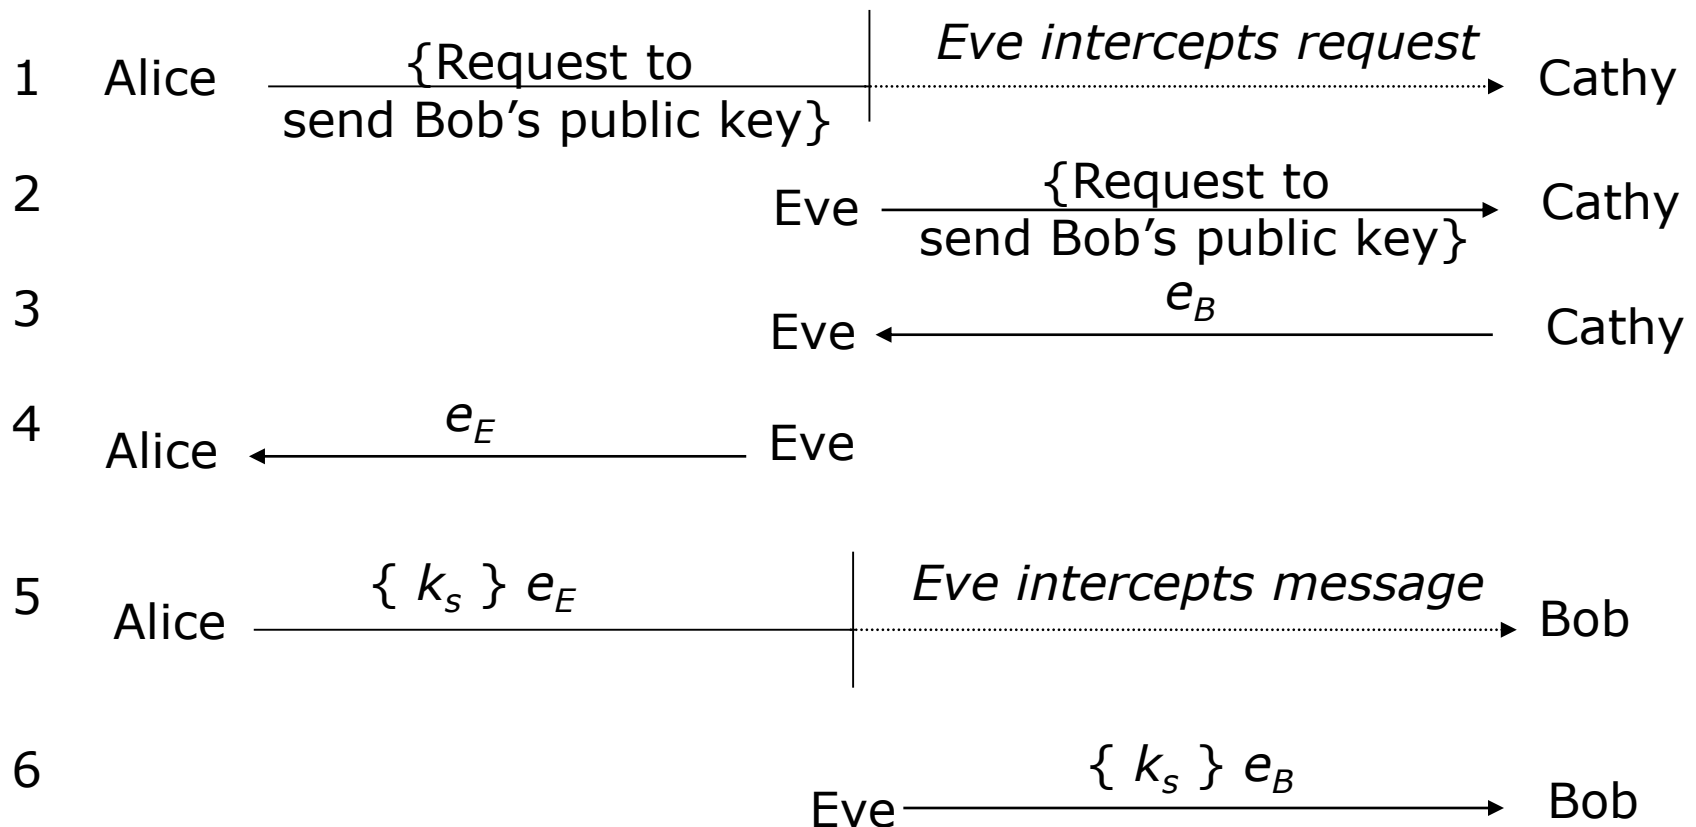 1 Alice {Request to Eve intercepts request Cathy
send Bob’s public key}
2 Eve {Request to Cathy
send Bob’s public key}
3 Eve e_B Cathy
4 Alice e_E Eve
5 Alice { k_s } e_E Eve intercepts message Bob
6 Eve { k_s } e_B Bob